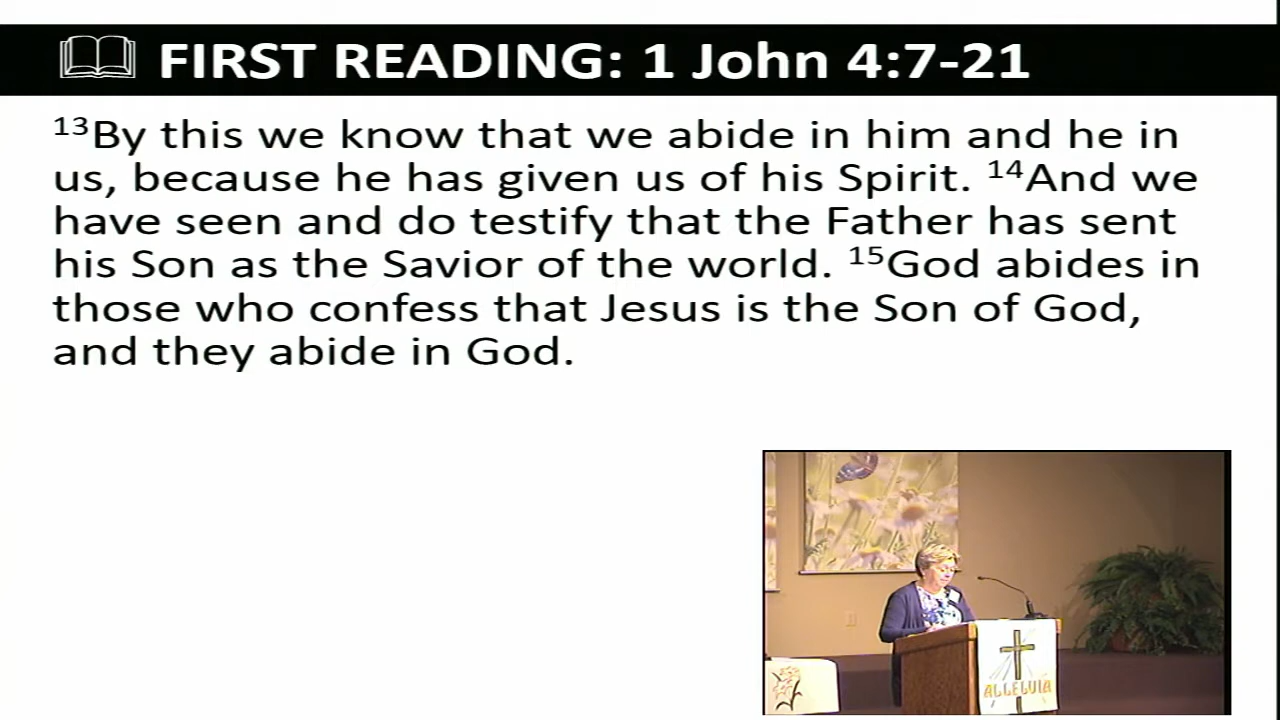 FIRST READING: 1 John 4:7-21
¹³By this we know that we abide in him and he in
us, because he has given us of his Spirit. ¹⁴And we
have seen and do testify that the Father has sent
his Son as the Savior of the world. ¹⁵God abides in
those who confess that Jesus is the Son of God,
and they abide in God.
ALLELUIA